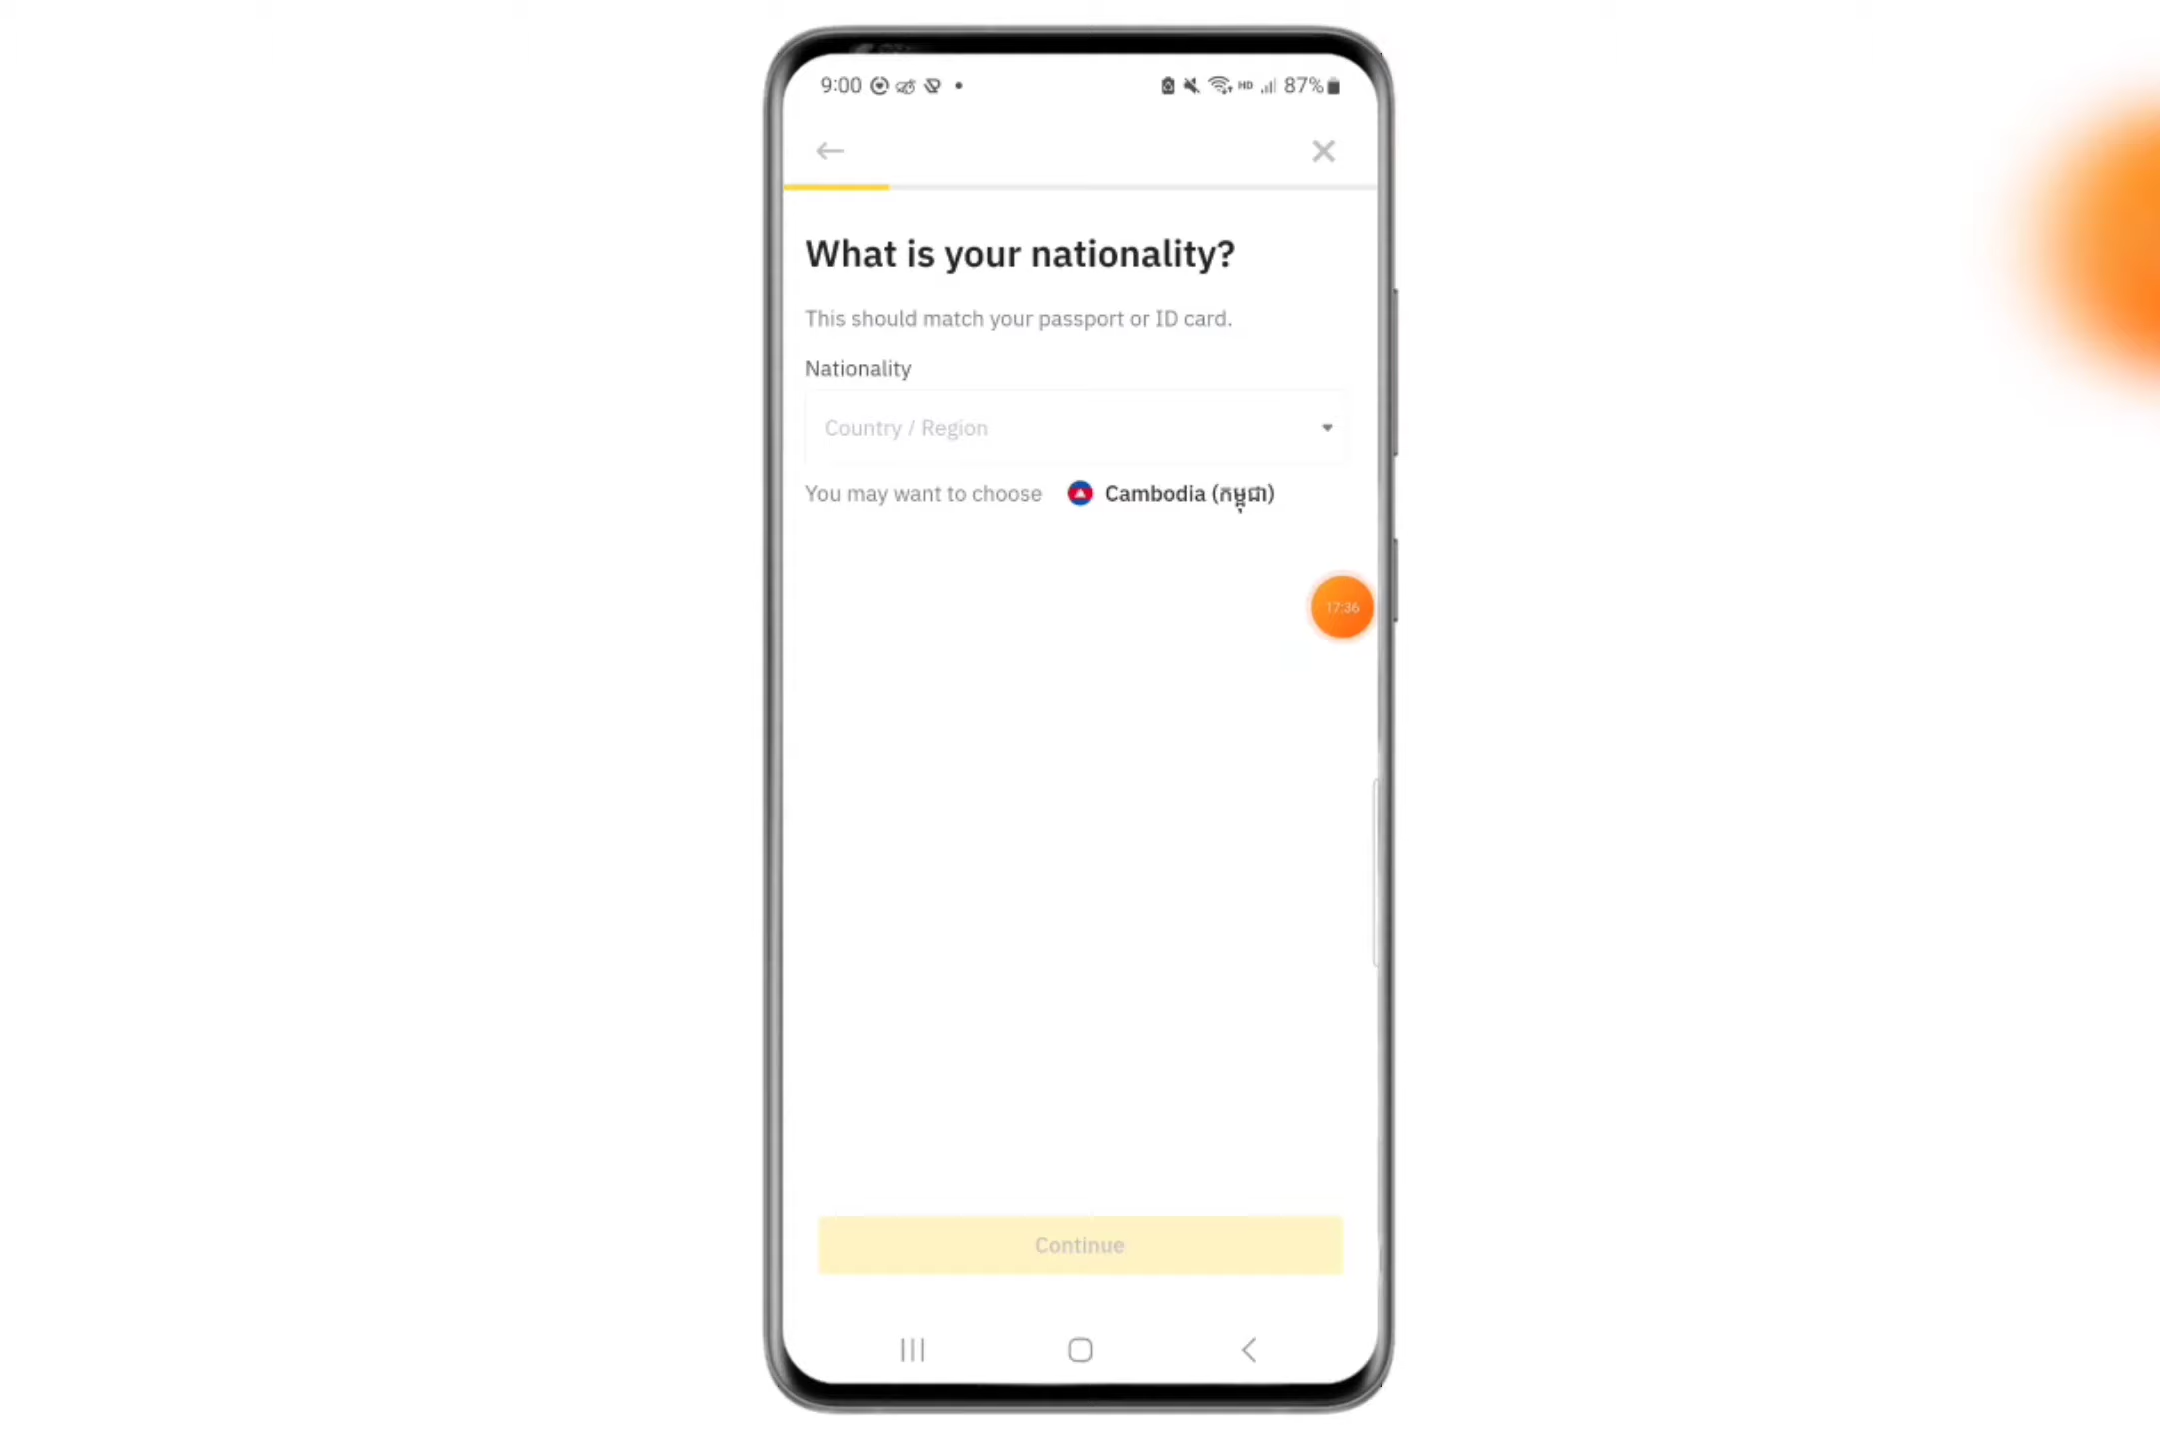 9:00
HD 87%
What is your nationality?
This should match your passport or ID card.
Nationality
Country / Region
You may want to choose Cambodia (កម្ពុជា)
17:36
Continue